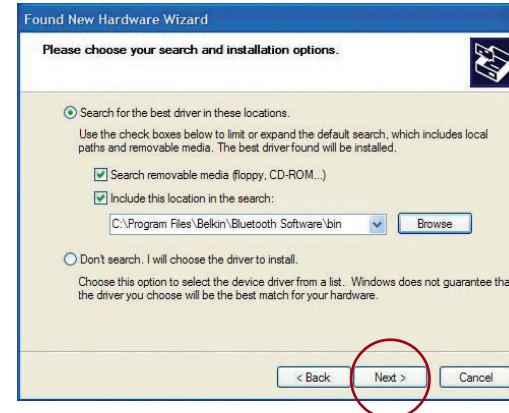 Found New Hardware Wizard
Please choose your search and installation options.
Search for the best driver in these locations.
Use the check boxes below to limit or expand the default search, which includes local
paths and removable media. The best driver found will be installed.
Search removable media (floppy, CD-ROM...)
Include this location in the search:
C:\Program Files\Belkin\Bluetooth Software\bin
Browse
Don't search. I will choose the driver to install.
Choose this option to select the device driver from a list. Windows does not guarantee tha
the driver you choose will be the best match for your hardware.
< Back Next > Cancel